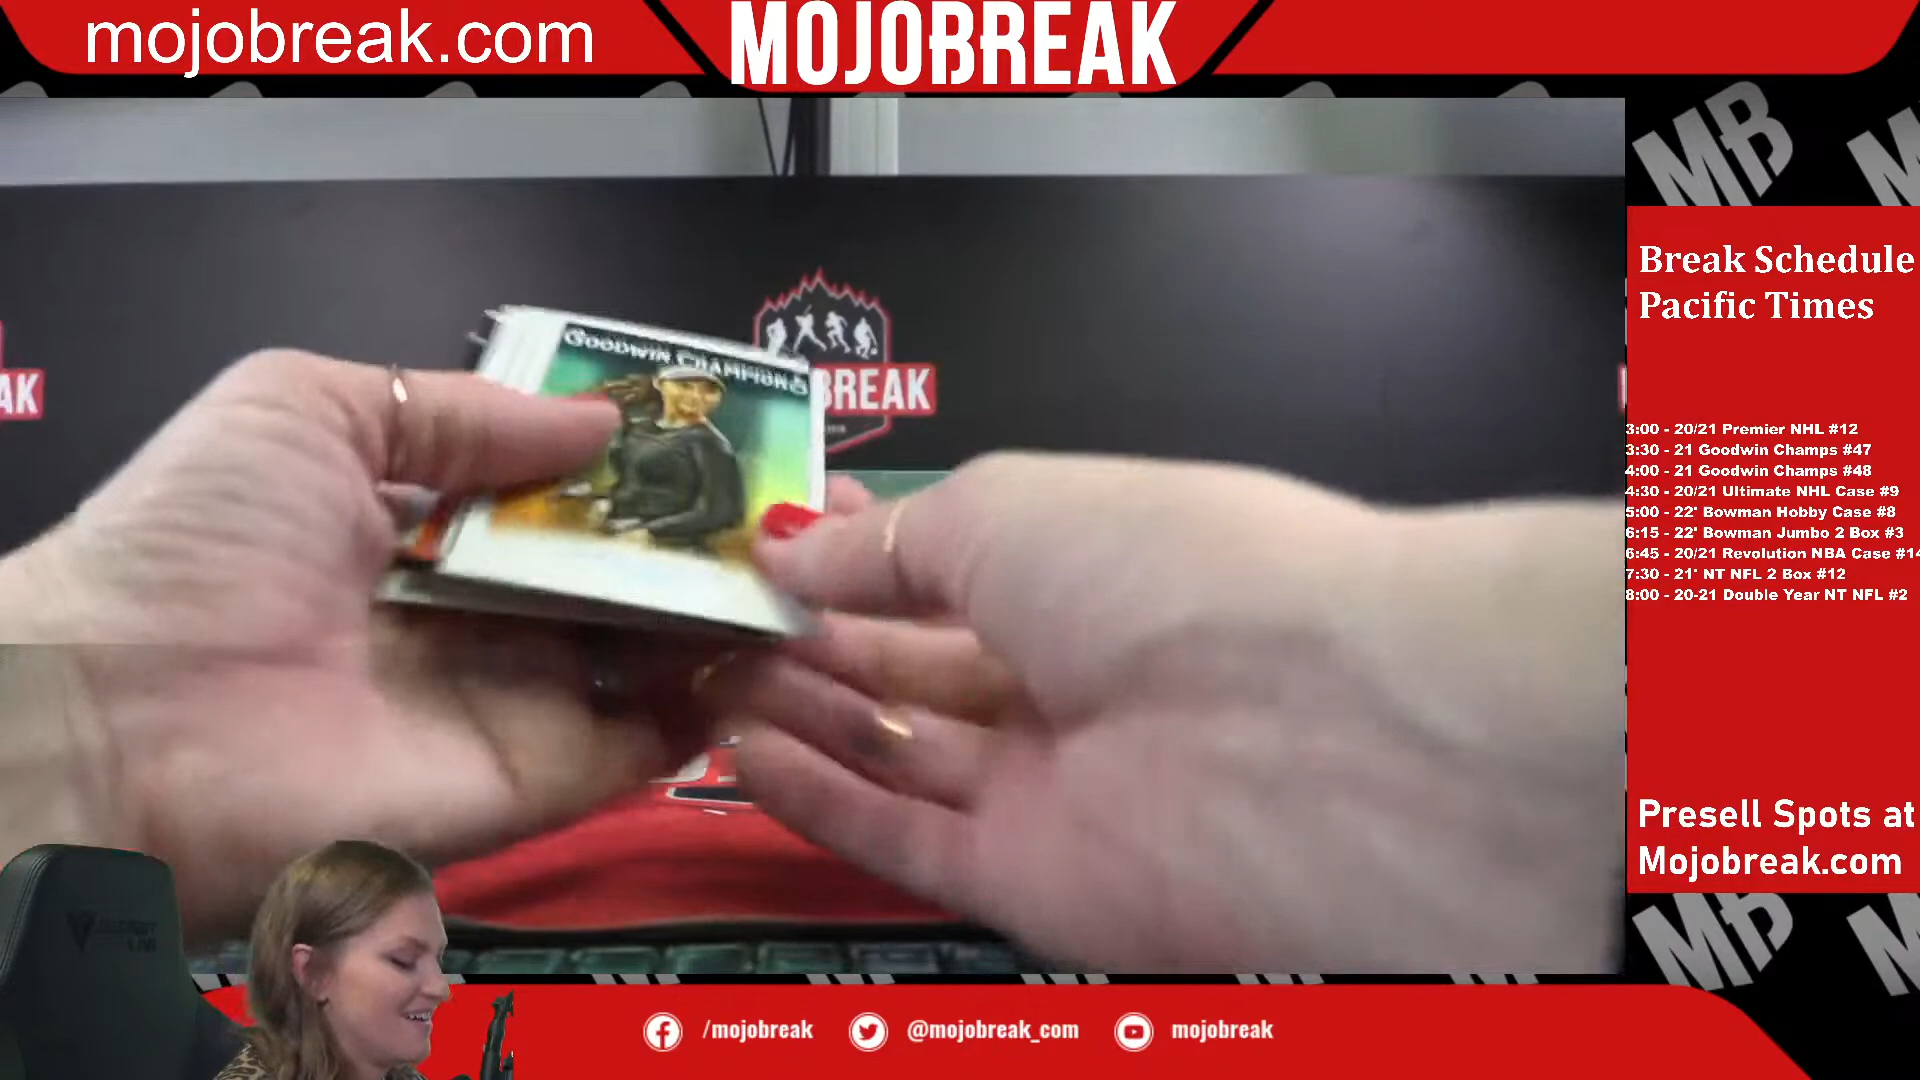 mojobreak.com
MOJOBREAK
MB
GOODWIN CHAMPIONS
BREAK
AK
Break Schedule
Pacific Times
3:00 - 20/21 Premier NHL #12
3:30 - 21 Goodwin Champs #47
4:00 - 21 Goodwin Champs #48
4:30 - 20/21 Ultimate NHL Case #9
5:00 - 22' Bowman Hobby Case #8
6:15 - 22' Bowman Jumbo 2 Box #3
6:45 - 20/21 Revolution NBA Case #14
7:30 - 21' NT NFL 2 Box #12
8:00 - 20-21 Double Year NT NFL #2
Presell Spots at
Mojobreak.com
MB
/mojobreak
@mojobreak_com
mojobreak